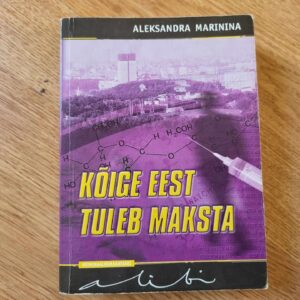 ALEKSANDRA MARININA
KÕIGE EEST
TULEB MAKSTA
alibi